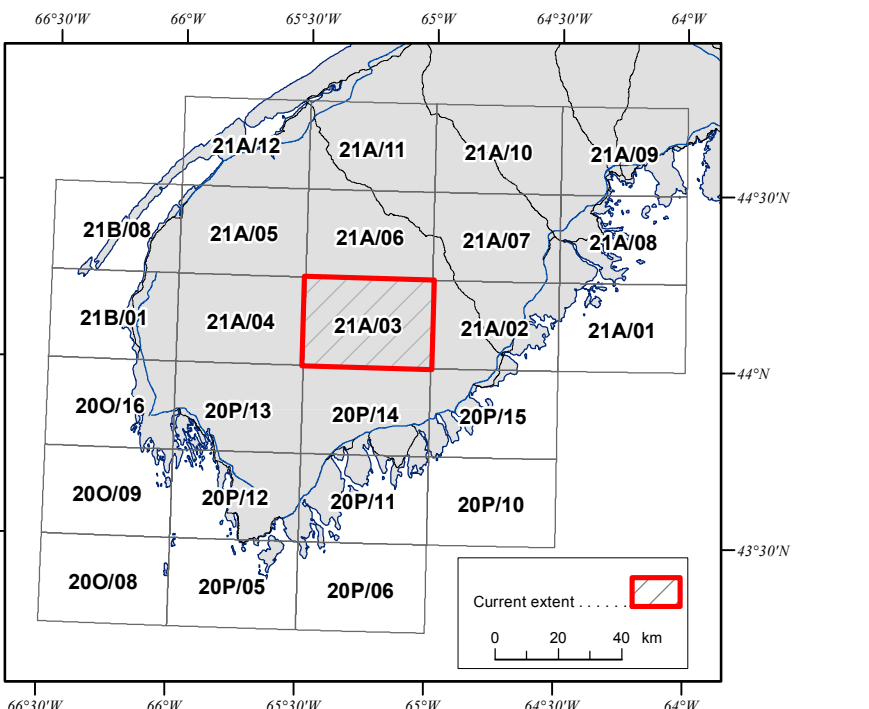 66°30'W 66°W 65°30'W 65°W 64°30'W 64°W
21A/12 21A/11 21A/10 21A/09
44°30'N
21B/08 21A/05 21A/06 21A/07 21A/08
21B/01 21A/04 21A/03 21A/02 21A/01
44°N
20O/16 20P/13 20P/14 20P/15
20O/09 20P/12 20P/11 20P/10
43°30'N
20O/08 20P/05 20P/06
Current extent . . . . . .
0 20 40 km
66°30'W 66°W 65°30'W 65°W 64°30'W 64°W